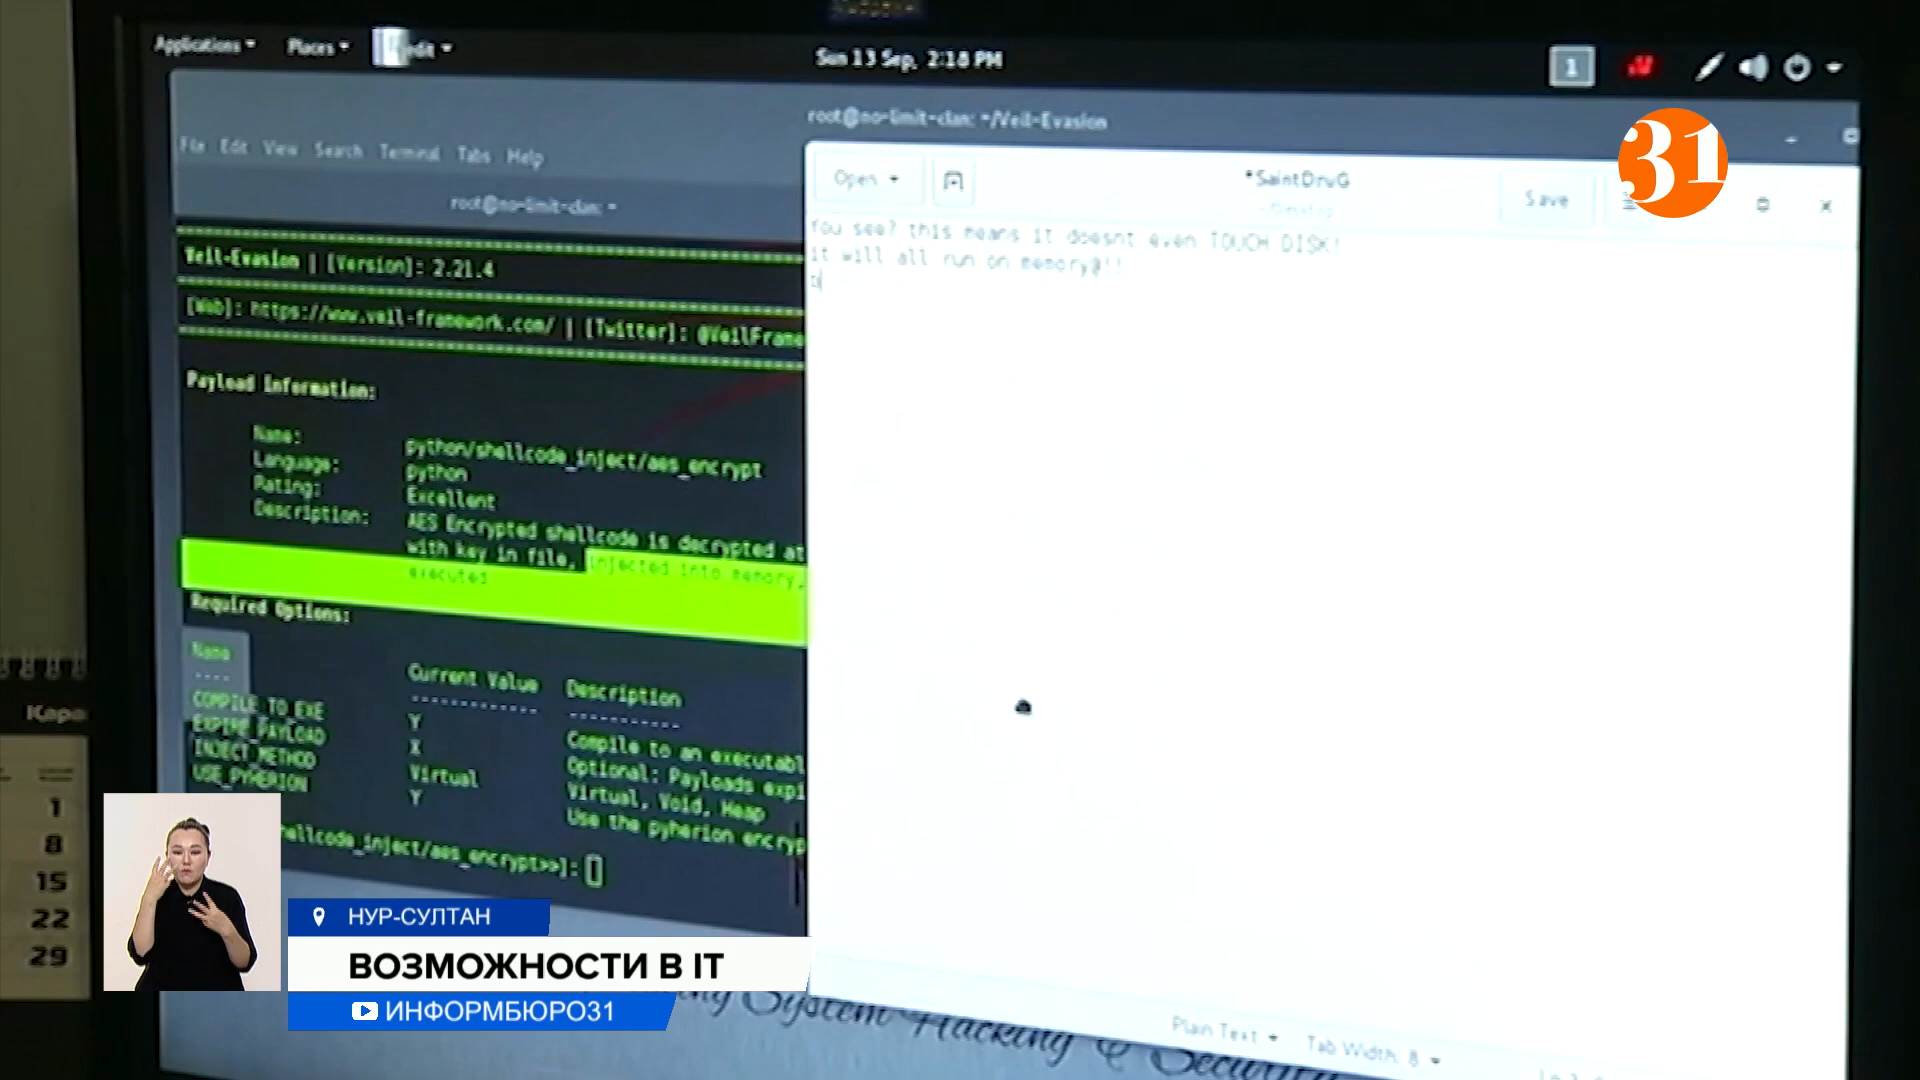 Applications
Places
Sun 13 Sep, 2:18 PM
1
root@no-limit-clan: ~/Veil-Evasion
31
File Edit View Search Terminal Tabs Help
root@no-limit-clan: ~
Open
*SaintDruG
Save
You see? this means it doesnt even TOUCH DISK!
it will all run on memory@!!
Veil-Evasion | [Version]: 2.21.4
[Web]: https://www.veil-framework.com/ | [Twitter]: @VeilFrame
Payload information:
Name: python/shellcode_inject/aes_encrypt
Language: python
Rating: Excellent
Description: AES Encrypted shellcode is decrypted at
with key in file, injected into memory,
executed
Required Options:
Name Current Value Description
---- ------------- -----------
COMPILE_TO_EXE Y Compile to an executabl
EXPIRE_PAYLOAD X Optional: Payloads expi
INJECT_METHOD Virtual Virtual, Void, Heap
USE_PYHERION Y Use the pyherion encryp
hellcode_inject/aes_encrypt>>]:
1
8
15
22
29
НУР-СУЛТАН
ВОЗМОЖНОСТИ В IT
ИНФОРМБЮРО31
System Hacking & Security
Plain Text
Tab Width: 8